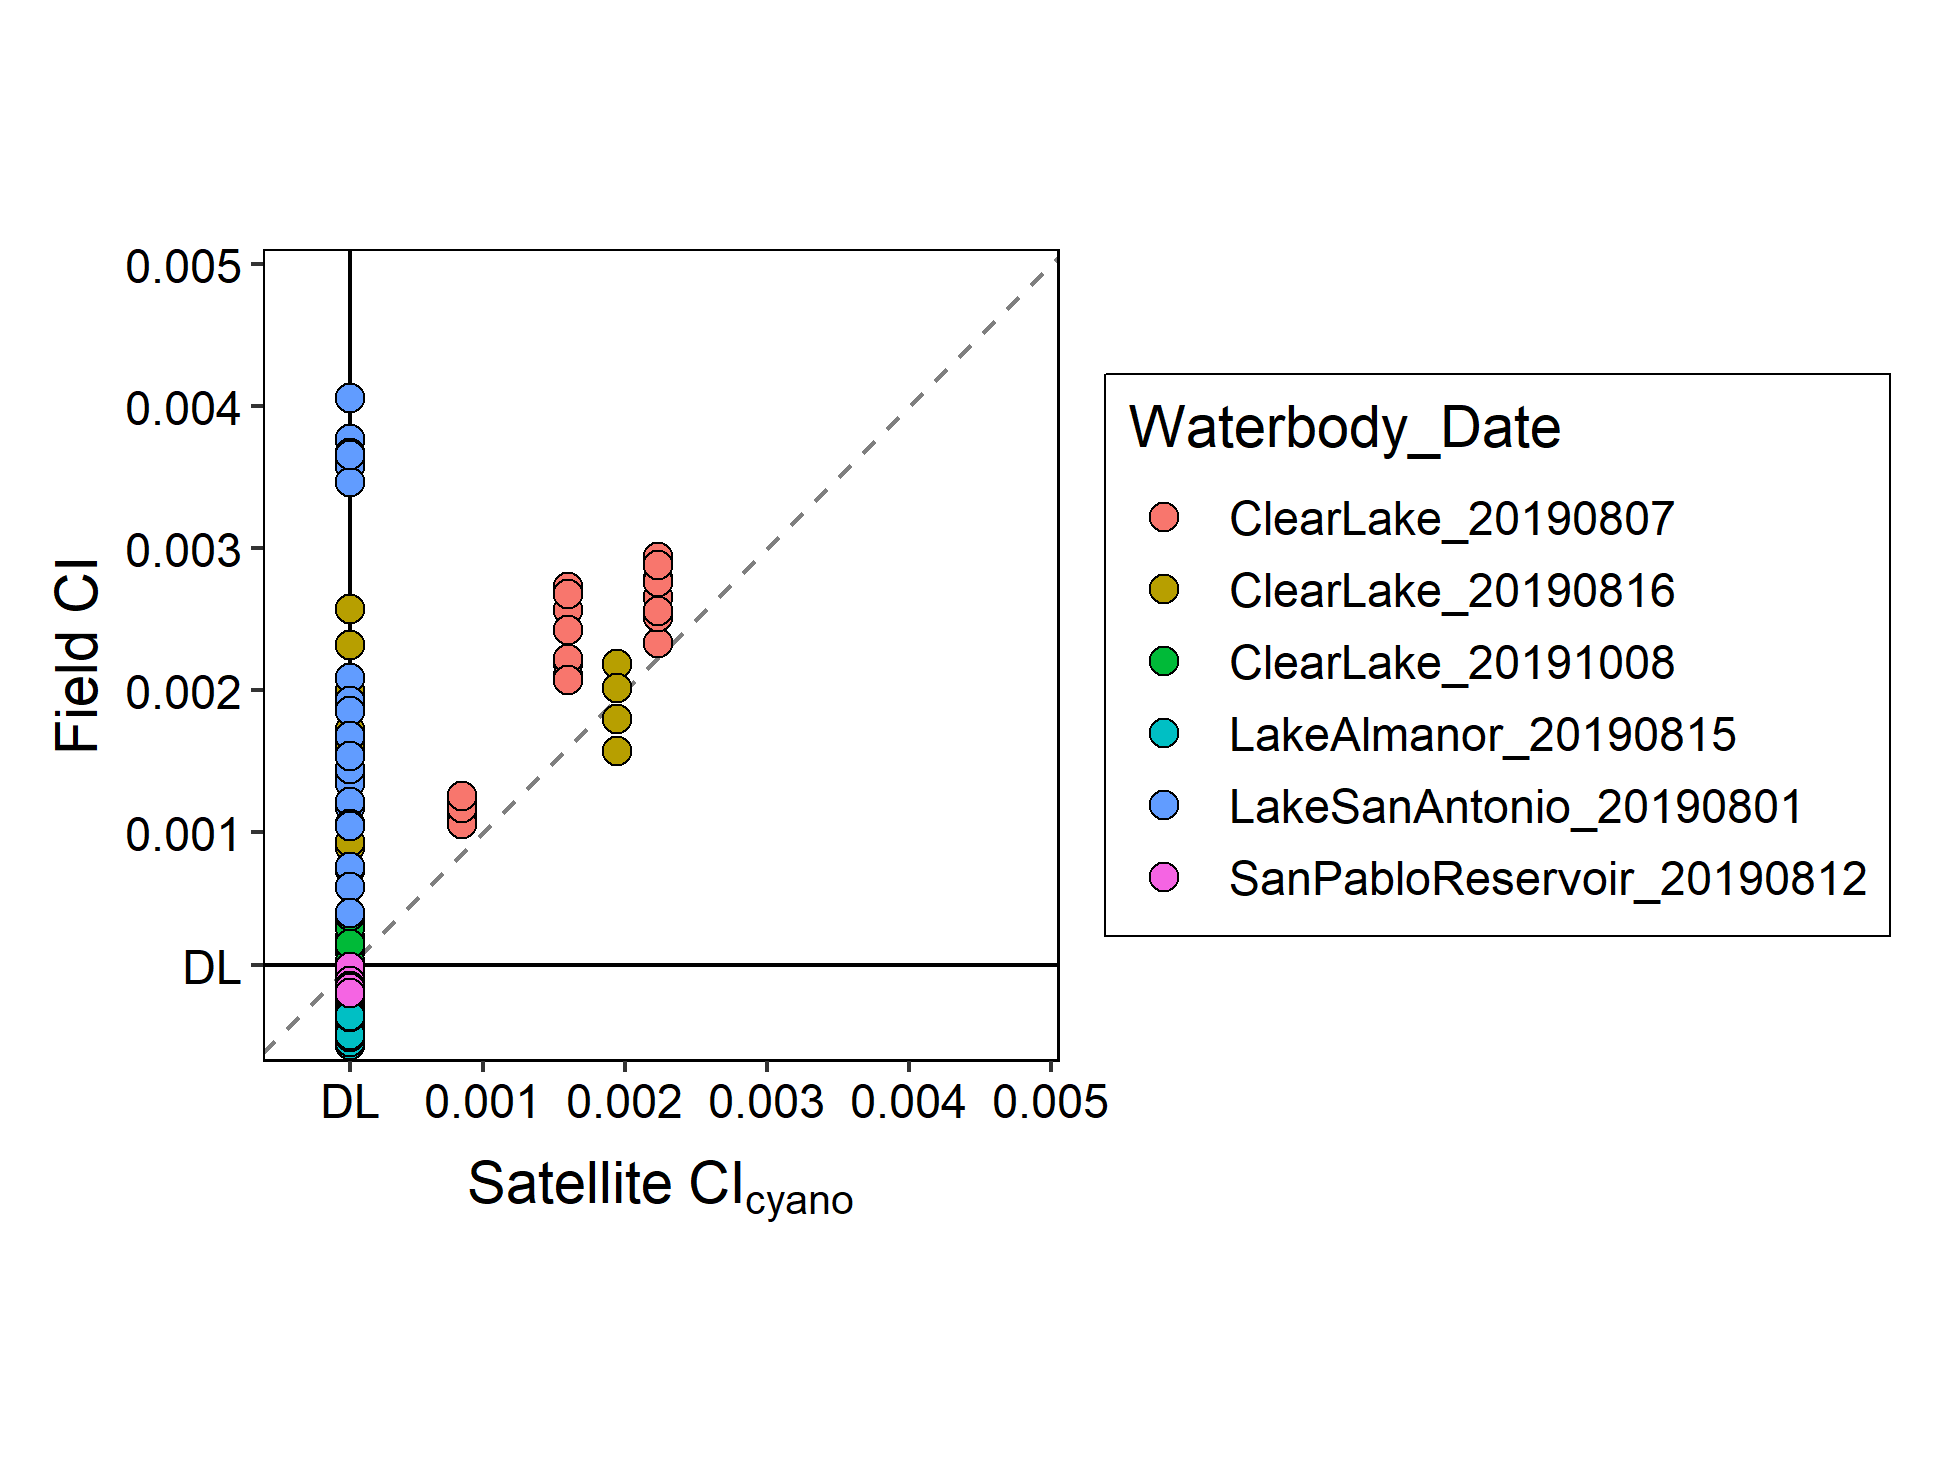 0.005
0.004
0.003
0.002
0.001
DL
Field CI
DL 0.001 0.002 0.003 0.004 0.005
Satellite CIcyano
Waterbody_Date
ClearLake_20190807
ClearLake_20190816
ClearLake_20191008
LakeAlmanor_20190815
LakeSanAntonio_20190801
SanPabloReservoir_20190812